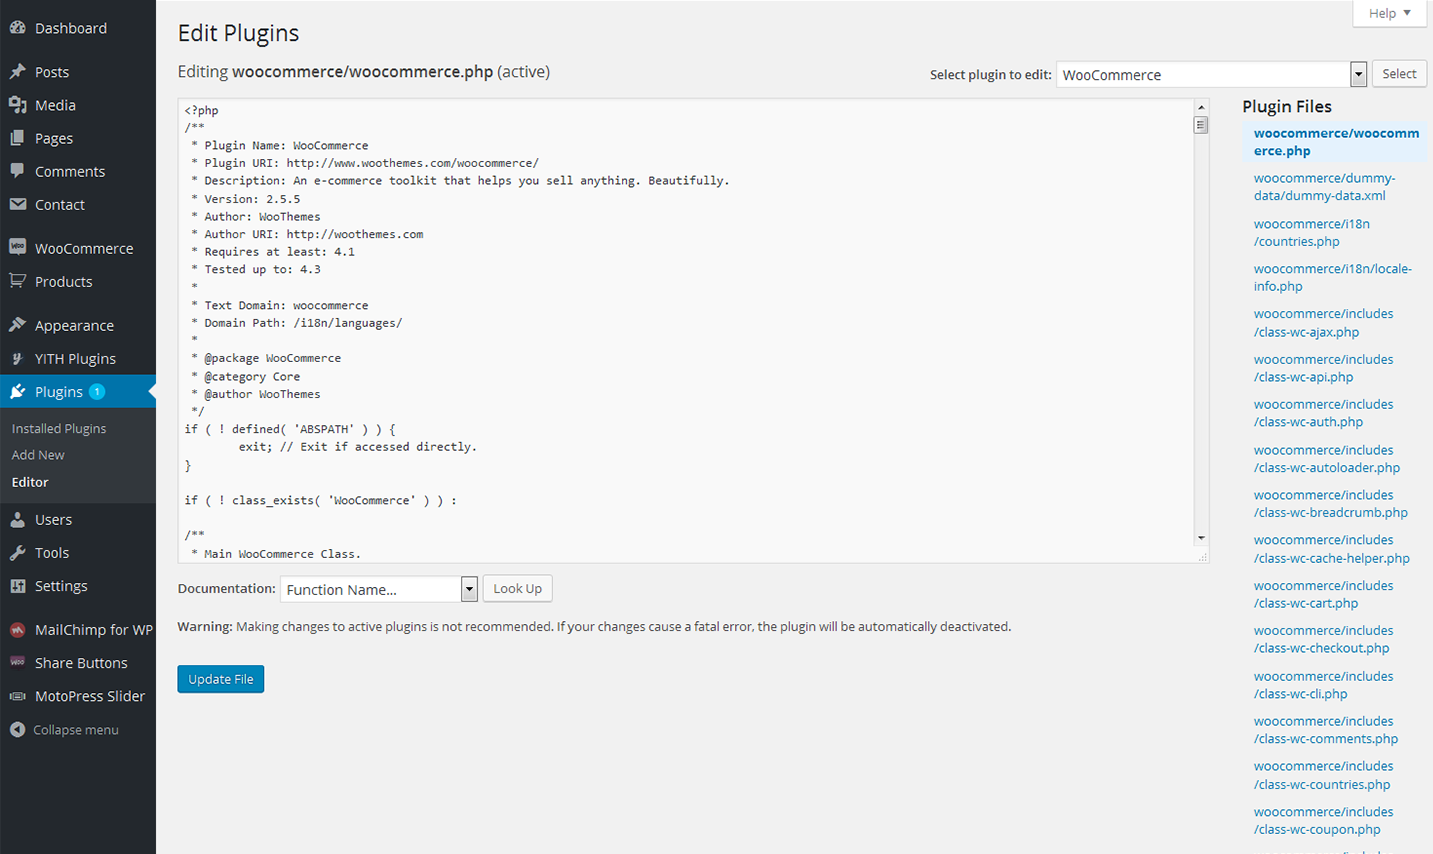 Dashboard
Posts
Media
Pages
Comments
Contact
WooCommerce
Products
Appearance
YITH Plugins
Plugins 1
Installed Plugins
Add New
Editor
Users
Tools
Settings
MailChimp for WP
Share Buttons
MotoPress Slider
Collapse menu
Help
Edit Plugins
Editing woocommerce/woocommerce.php (active)
Select plugin to edit: WooCommerce Select
<?php
/**
* Plugin Name: WooCommerce
* Plugin URI: http://www.woothemes.com/woocommerce/
* Description: An e-commerce toolkit that helps you sell anything. Beautifully.
* Version: 2.5.5
* Author: WooThemes
* Author URI: http://woothemes.com
* Requires at least: 4.1
* Tested up to: 4.3
*
* Text Domain: woocommerce
* Domain Path: /i18n/languages/
*
* @package WooCommerce
* @category Core
* @author WooThemes
*/
if ( ! defined( 'ABSPATH' ) ) {
exit; // Exit if accessed directly.
}
if ( ! class_exists( 'WooCommerce' ) ) :
/**
* Main WooCommerce Class.
Documentation: Function Name... Look Up
Warning: Making changes to active plugins is not recommended. If your changes cause a fatal error, the plugin will be automatically deactivated.
Update File
Plugin Files
woocommerce/woocomm
erce.php
woocommerce/dummy-
data/dummy-data.xml
woocommerce/i18n
/countries.php
woocommerce/i18n/locale-
info.php
woocommerce/includes
/class-wc-ajax.php
woocommerce/includes
/class-wc-api.php
woocommerce/includes
/class-wc-auth.php
woocommerce/includes
/class-wc-autoloader.php
woocommerce/includes
/class-wc-breadcrumb.php
woocommerce/includes
/class-wc-cache-helper.php
woocommerce/includes
/class-wc-cart.php
woocommerce/includes
/class-wc-checkout.php
woocommerce/includes
/class-wc-cli.php
woocommerce/includes
/class-wc-comments.php
woocommerce/includes
/class-wc-countries.php
woocommerce/includes
/class-wc-coupon.php